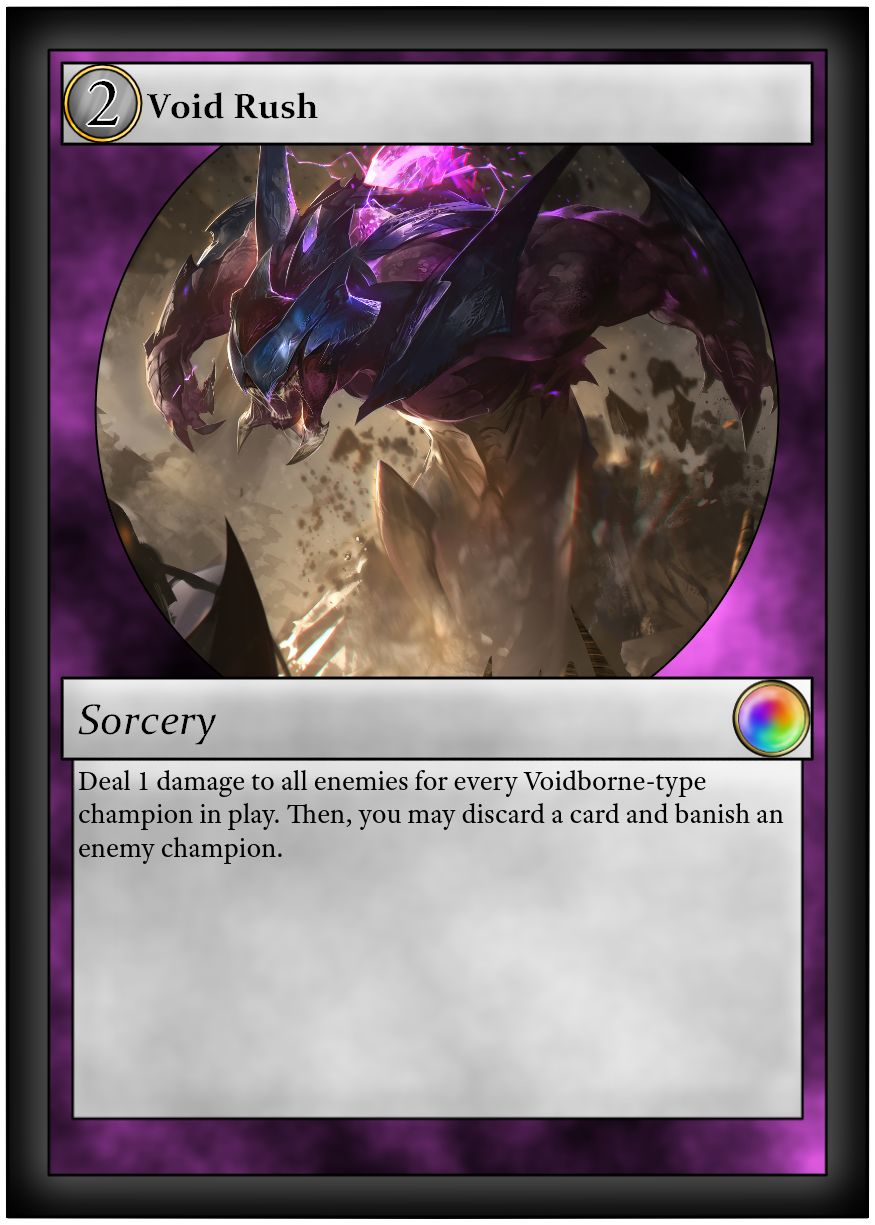 2 Void Rush
Sorcery
Deal 1 damage to all enemies for every Voidborne-type
champion in play. Then, you may discard a card and banish an
enemy champion.